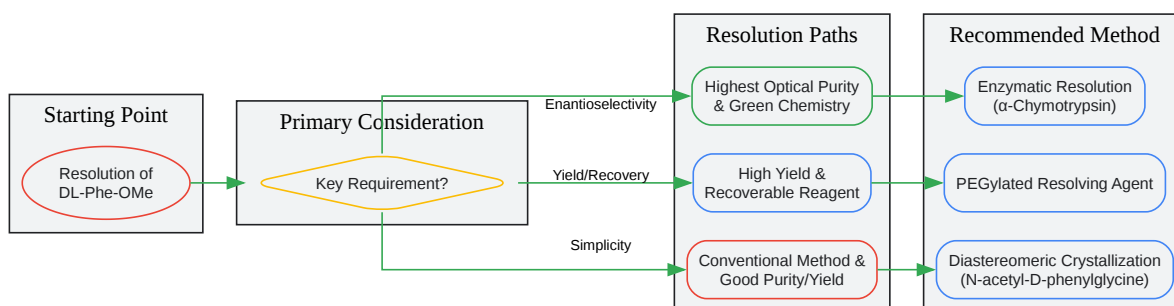 Starting Point
Resolution of
DL-Phe-OMe
Primary Consideration
Key Requirement?
Enantioselectivity
Yield/Recovery
Simplicity
Resolution Paths
Highest Optical Purity
& Green Chemistry
High Yield &
Recoverable Reagent
Conventional Method &
Good Purity/Yield
Recommended Method
Enzymatic Resolution
(α-Chymotrypsin)
PEGylated Resolving Agent
Diastereomeric Crystallization
(N-acetyl-D-phenylglycine)